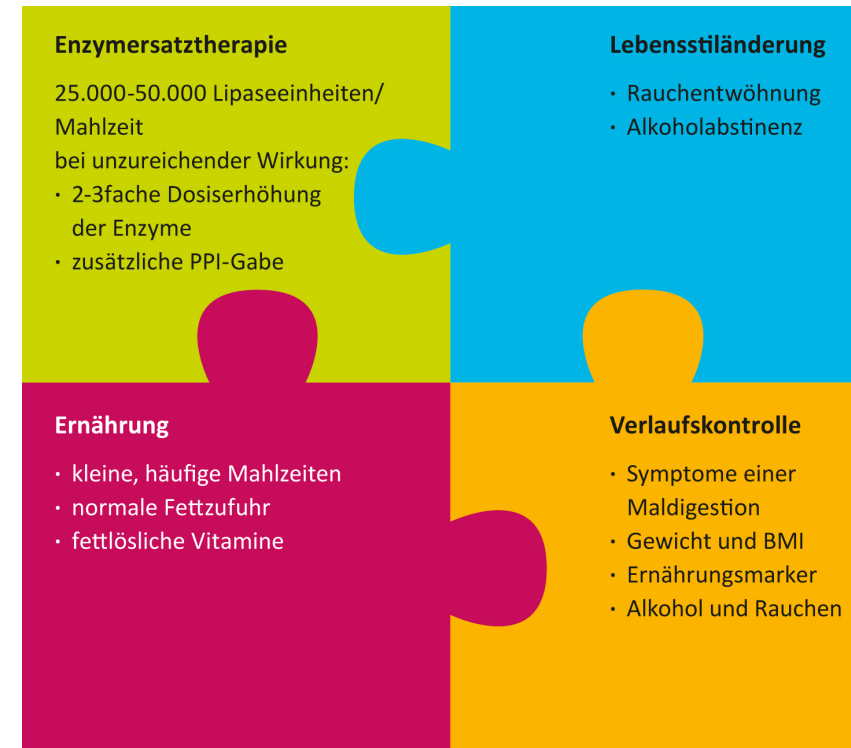 Enzymersatztherapie
25.000-50.000 Lipaseeinheiten/
Mahlzeit
bei unzureichender Wirkung:
· 2-3fache Dosiserhöhung
der Enzyme
· zusätzliche PPI-Gabe
Lebensstiländerung
· Rauchentwöhnung
· Alkoholabstinenz
Ernährung
· kleine, häufige Mahlzeiten
· normale Fettzufuhr
· fettlösliche Vitamine
Verlaufskontrolle
· Symptome einer
Maldigestion
· Gewicht und BMI
· Ernährungsmarker
· Alkohol und Rauchen